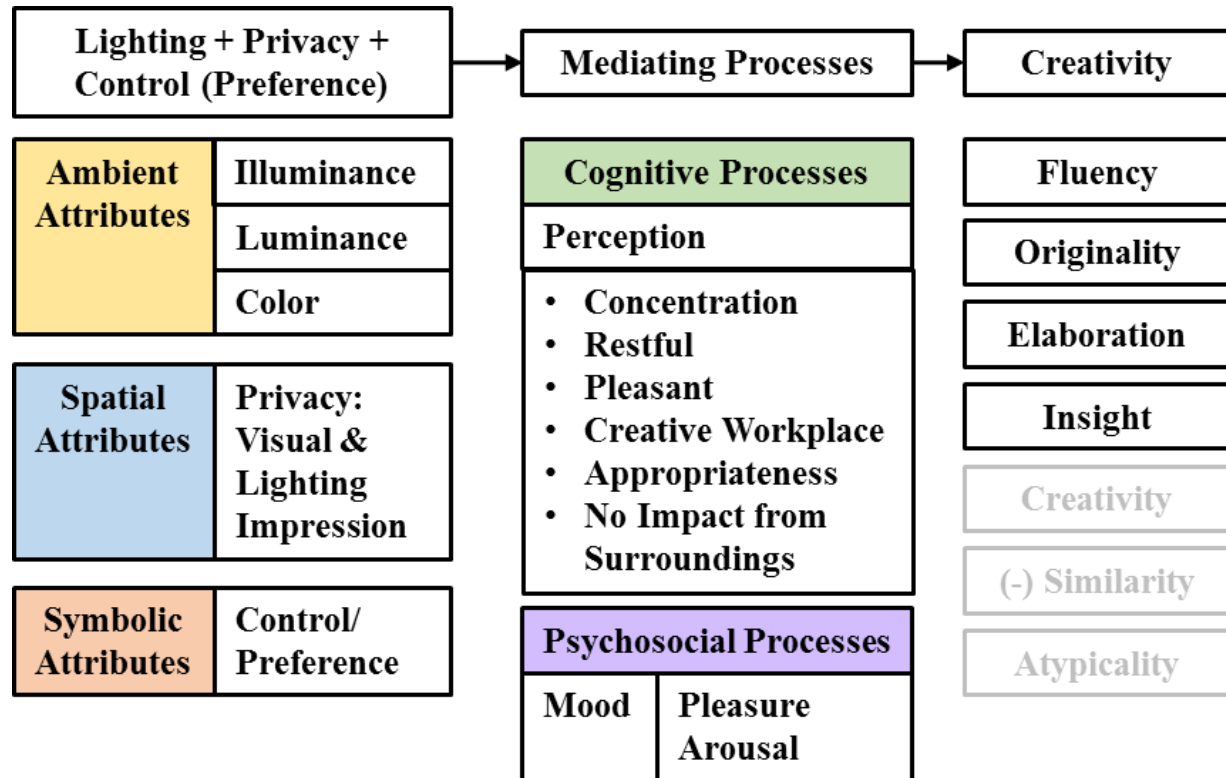 Lighting + Privacy +
Control (Preference)
Mediating Processes
Creativity
Ambient
Attributes
Illuminance
Luminance
Color
Spatial
Attributes
Privacy:
Visual &
Lighting
Impression
Symbolic
Attributes
Control/
Preference
Cognitive Processes
Perception
• Concentration
• Restful
• Pleasant
• Creative Workplace
• Appropriateness
• No Impact from
Surroundings
Psychosocial Processes
Mood
Pleasure
Arousal
Fluency
Originality
Elaboration
Insight
Creativity
(-) Similarity
Atypicality